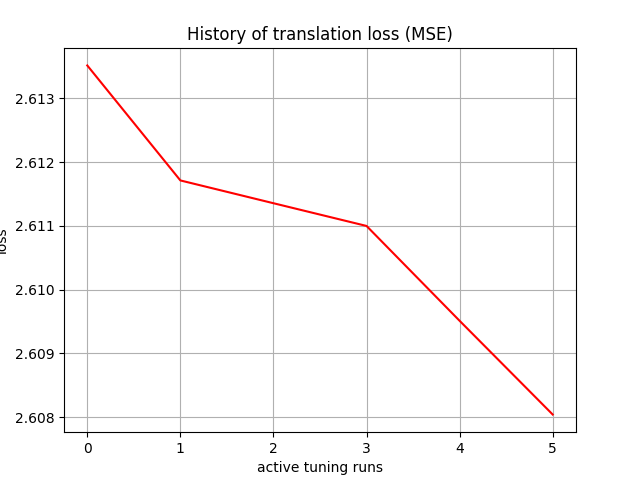 History of translation loss (MSE)
2.613
2.612
2.611
2.610
2.609
2.608
loss
0 1 2 3 4 5
active tuning runs